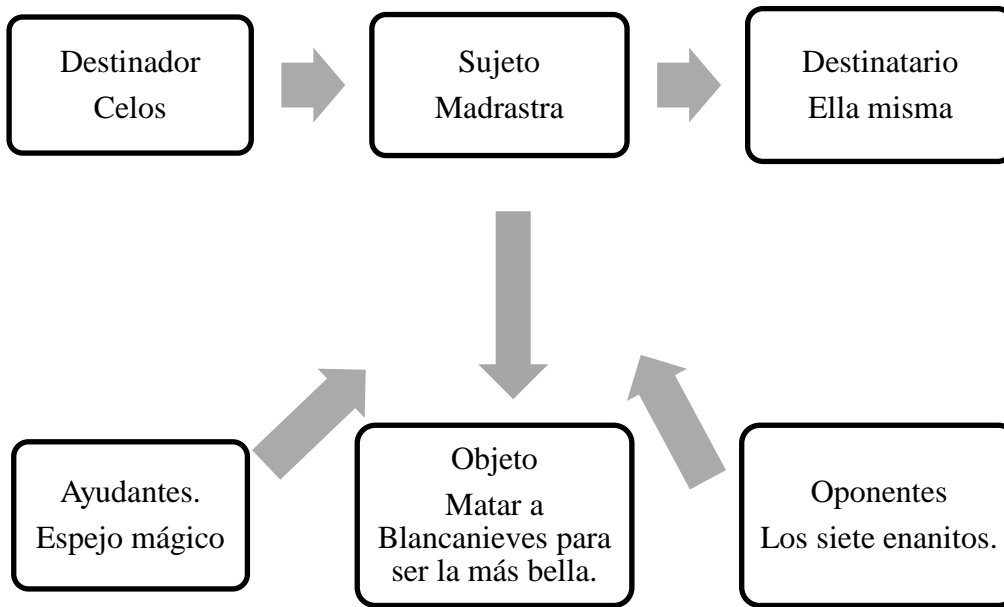 Destinador
Celos
Sujeto
Madrastra
Destinatario
Ella misma
Ayudantes.
Espejo mágico
Objeto
Matar a
Blancanieves para
ser la más bella.
Oponentes
Los siete enanitos.